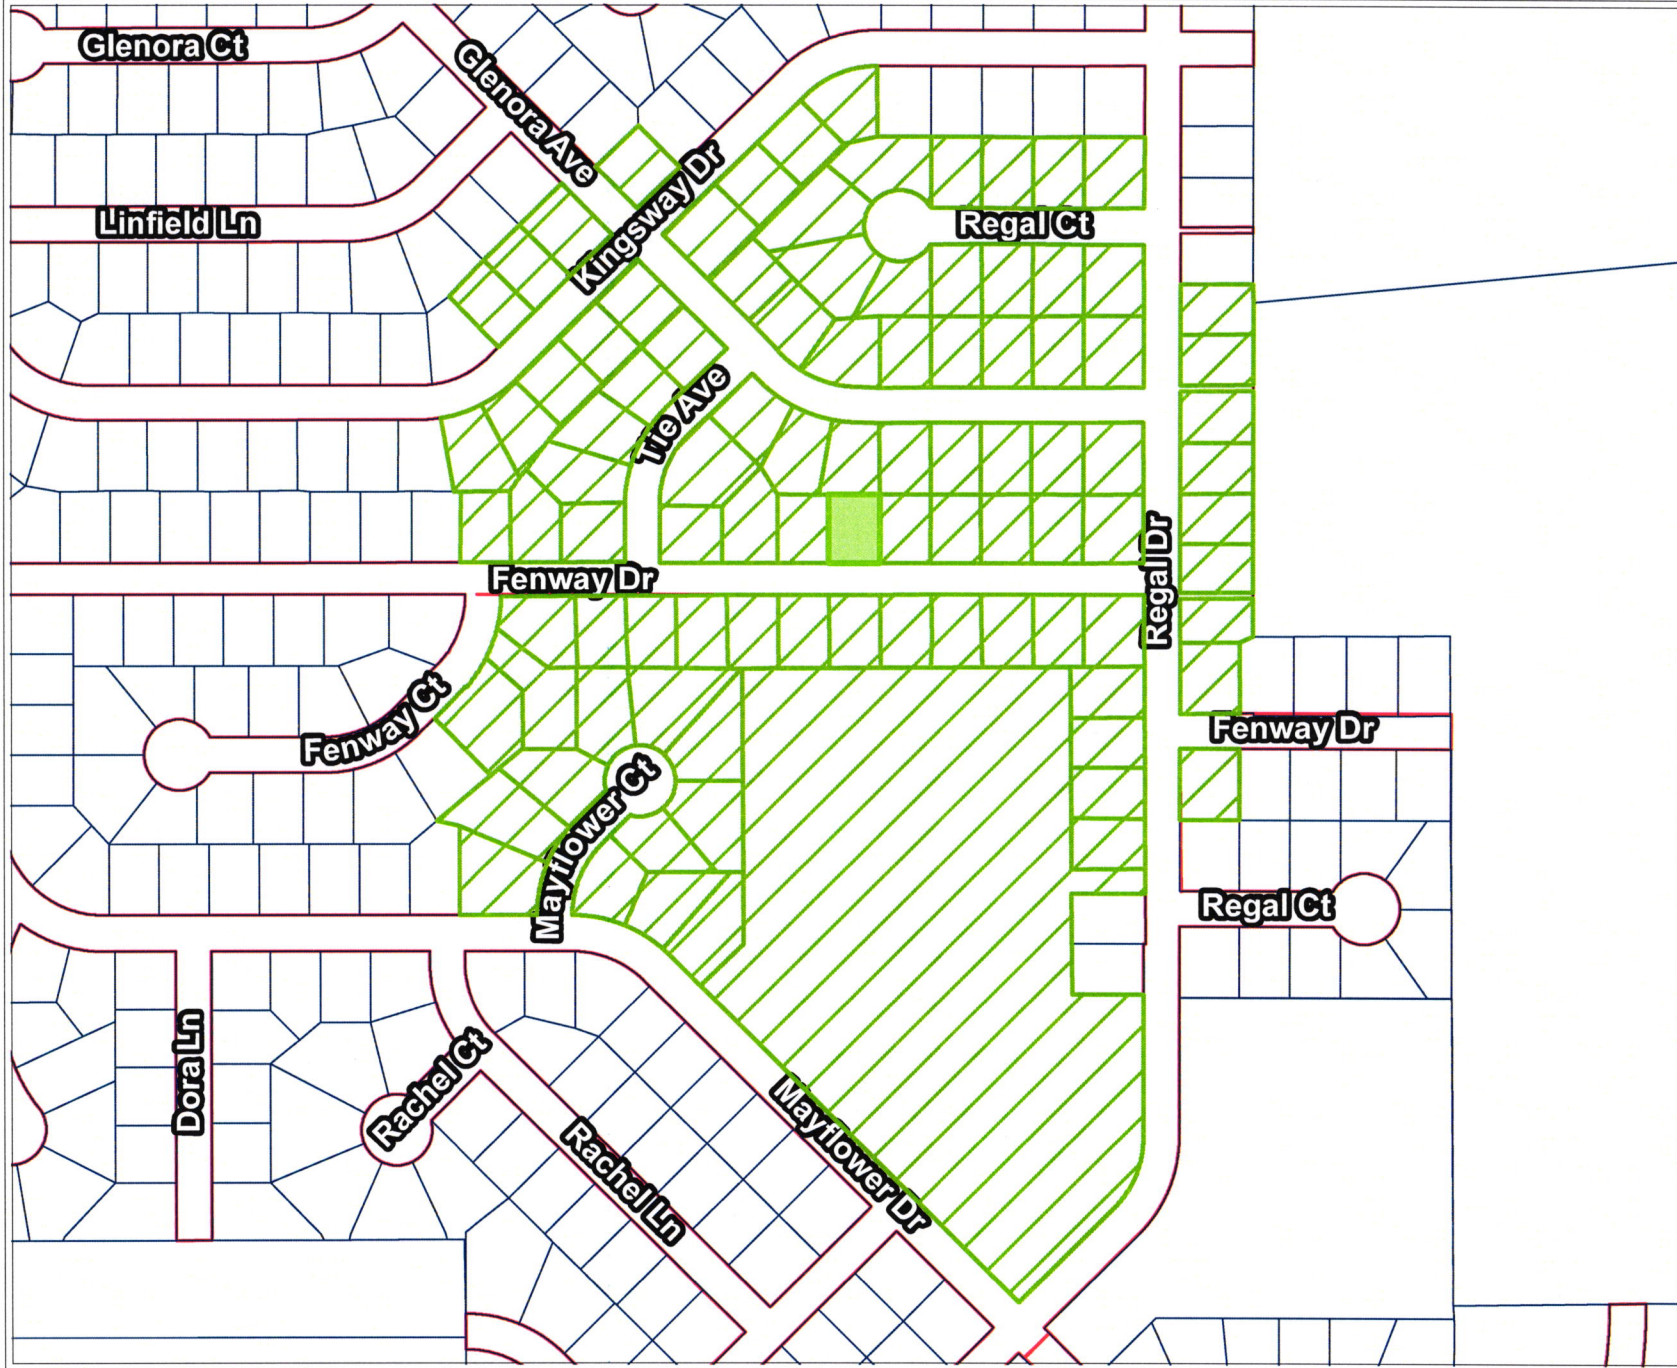 Glenora Ct
Glenora Ave
Kingsway Dr
Linfield Ln
Regal Ct
Tie Ave
Fenway Dr
Regal Dr
Fenway Ct
Fenway Dr
Mayflower Ct
Regal Ct
Dora Ln
Rachel Ct
Rachel Ln
Mayflower Dr